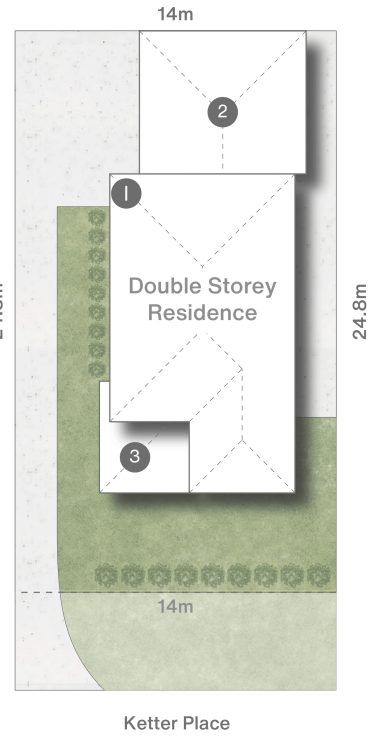 14m
2
1
Double Storey
Residence
24.8m
3
14m
Ketter Place